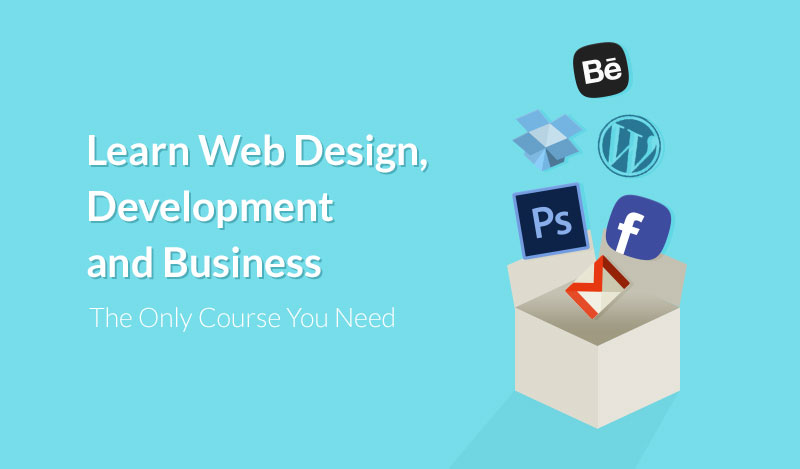 Learn Web Design,
Development
and Business
The Only Course You Need
Bē
W
Ps
f